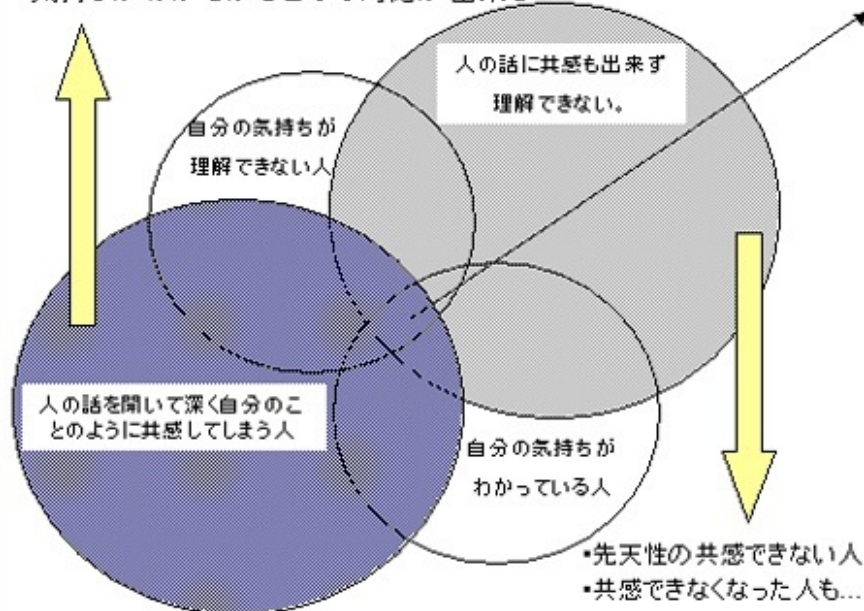 人の話に共感も出来ず
理解できない。
自分の気持ちが
理解できない人
人の話を聞いて深く自分のこ
とのように共感してしまう人
自分の気持ちが
わかっている人
•先天性の共感できない人
•共感できなくなった人も...